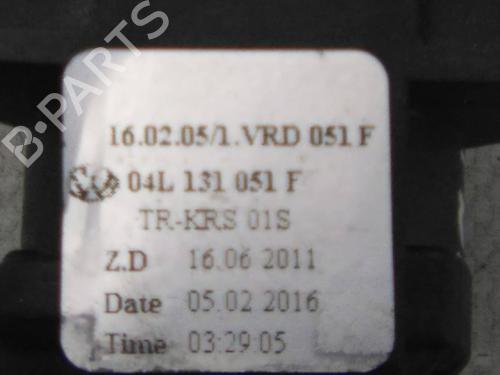 B-PARTS
16.02.05/1.VRD 051 F
04L 131 051 F
TR-KRS 01S
Z.D 16.06 2011
Date 05.02 2016
Time 03:29:05